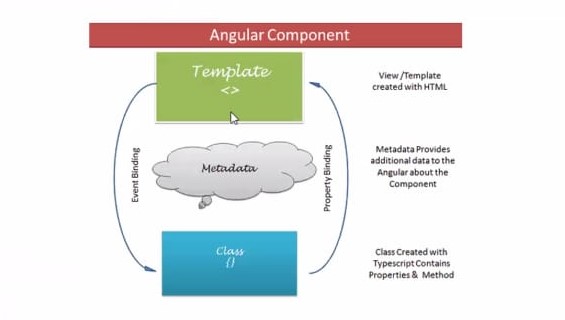 Angular Component
Template
<>
View /Template
created with HTML
Event Binding
Metadata
Property Binding
Metadata Provides
additional data to the
Angular about the
Component
Class
{}
Class Created with
Typescript Contains
Properties & Method